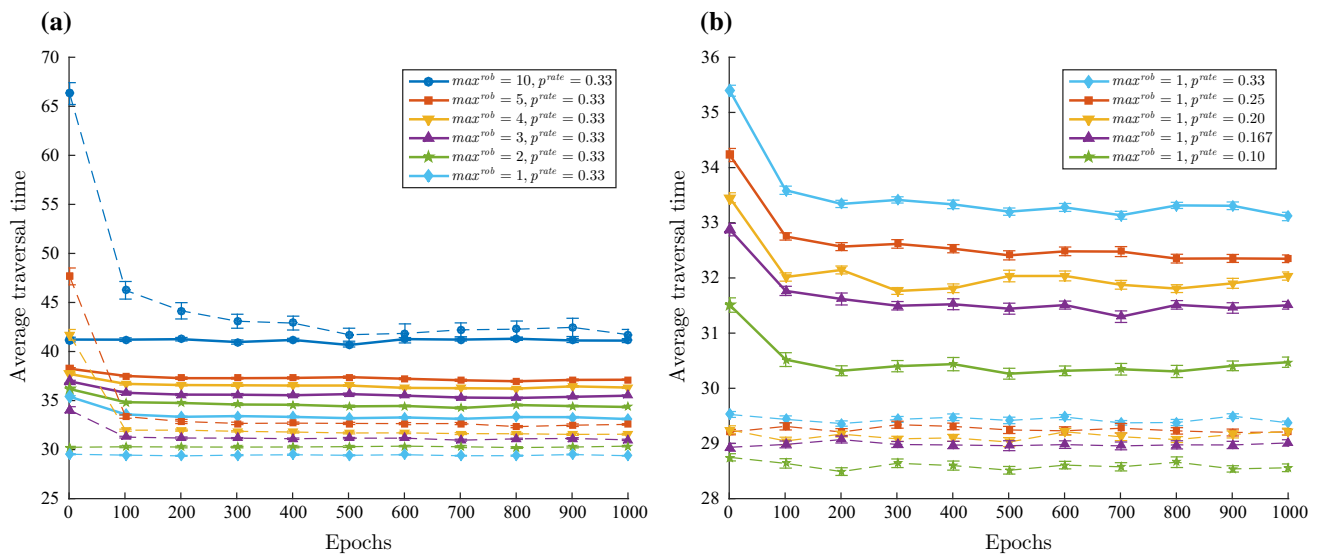 (a)
70
65
60
55
50
45
40
35
30
25
Average traversal time
0 100 200 300 400 500 600 700 800 900 1000
Epochs
max^rob = 10, p^rate = 0.33
max^rob = 5, p^rate = 0.33
max^rob = 4, p^rate = 0.33
max^rob = 3, p^rate = 0.33
max^rob = 2, p^rate = 0.33
max^rob = 1, p^rate = 0.33
(b)
36
35
34
33
32
31
30
29
28
Average traversal time
0 100 200 300 400 500 600 700 800 900 1000
Epochs
max^rob = 1, p^rate = 0.33
max^rob = 1, p^rate = 0.25
max^rob = 1, p^rate = 0.20
max^rob = 1, p^rate = 0.167
max^rob = 1, p^rate = 0.10